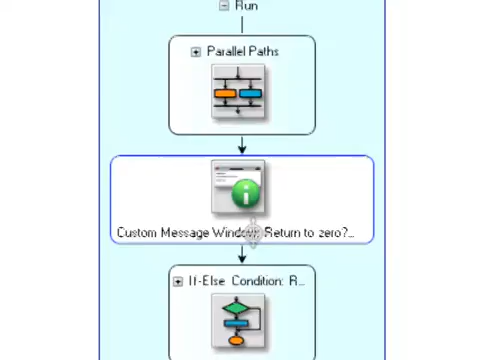 Run
Parallel Paths
Custom Message Window: Return to zero?...
If-Else Condition: R...